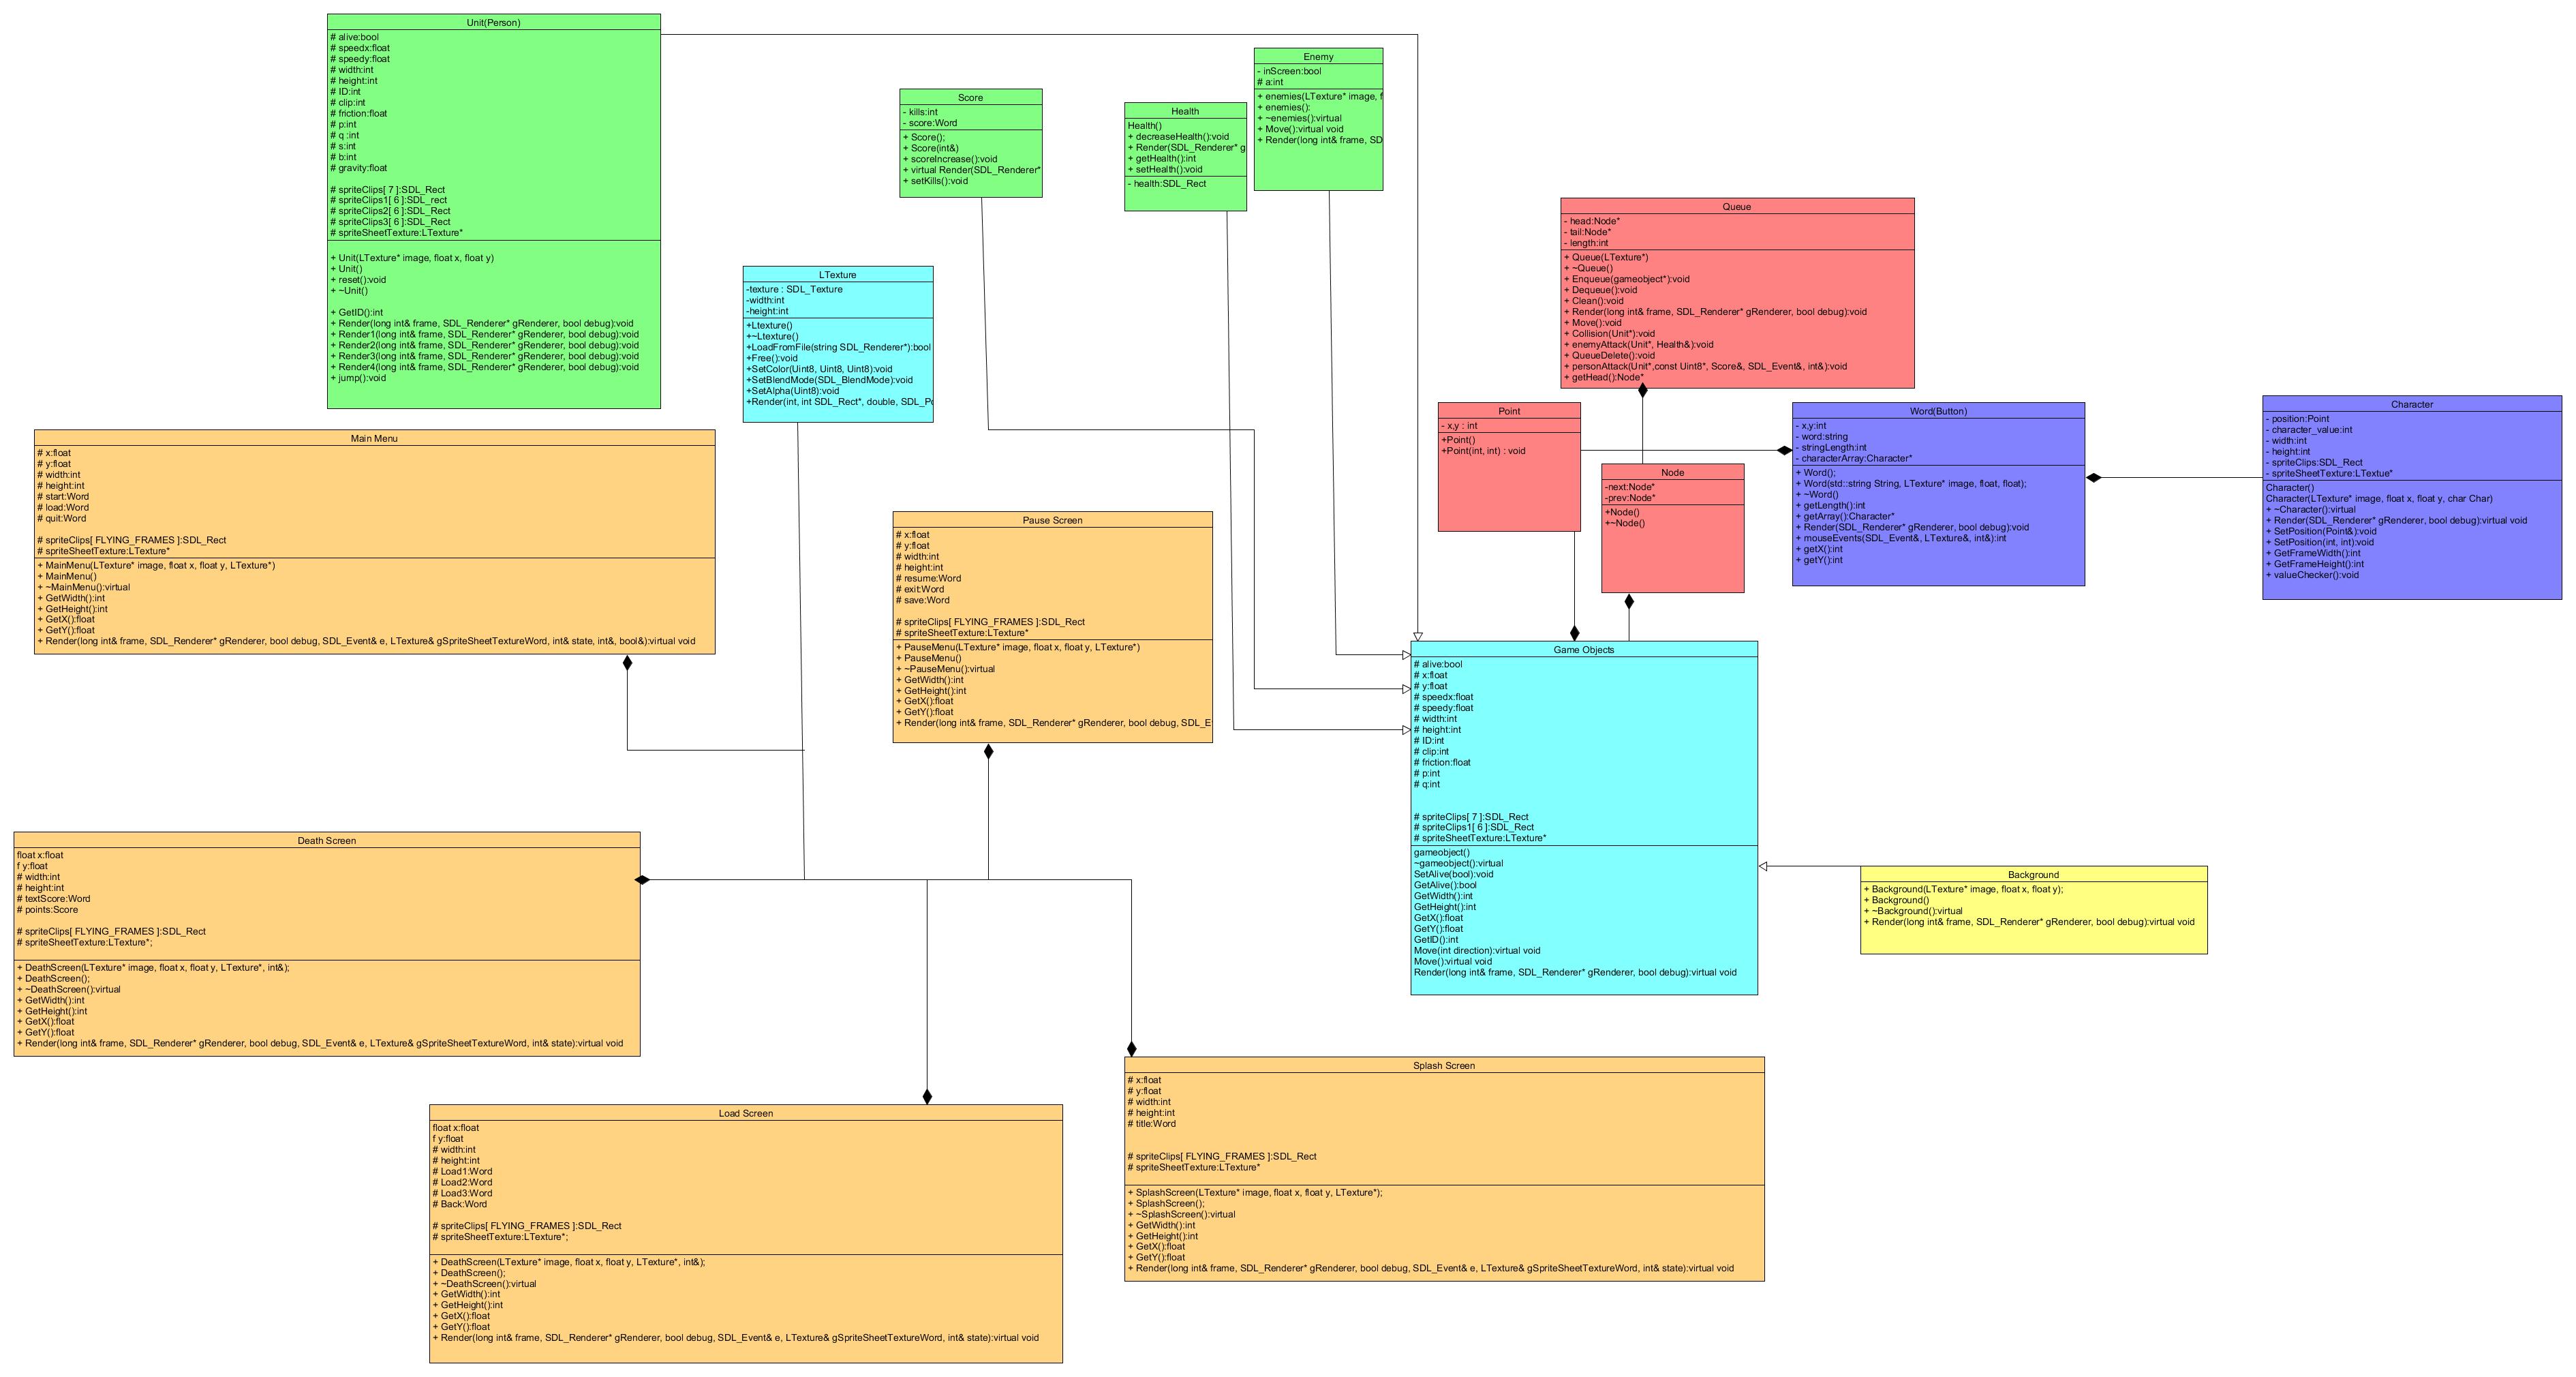 Unit(Person)
# alive:bool
# speedx:float
# speedy:float
# width:int
# height:int
# ID:int
# clip:int
# friction:float
# p:int
# q :int
# s:int
# b:int
# gravity:float
# spriteClips[ 7 ]:SDL_Rect
# spriteClips1[ 6 ]:SDL_rect
# spriteClips2[ 6 ]:SDL_Rect
# spriteClips3[ 6 ]:SDL_Rect
# spriteSheetTexture:LTexture*
+ Unit(LTexture* image, float x, float y)
+ Unit()
+ reset():void
+ ~Unit()
+ GetID():int
+ Render(long int& frame, SDL_Renderer* gRenderer, bool debug):void
+ Render1(long int& frame, SDL_Renderer* gRenderer, bool debug):void
+ Render2(long int& frame, SDL_Renderer* gRenderer, bool debug):void
+ Render3(long int& frame, SDL_Renderer* gRenderer, bool debug):void
+ Render4(long int& frame, SDL_Renderer* gRenderer, bool debug):void
+ jump():void
Score
- kills:int
- score:Word
+ Score();
+ Score(int&)
+ scoreIncrease():void
+ virtual Render(SDL_Renderer*
+ setKills():void
Health
Health()
+ decreaseHealth():void
+ Render(SDL_Renderer* g
+ getHealth():int
+ setHealth():void
- health:SDL_Rect
Enemy
- inScreen:bool
# a:int
+ enemies(LTexture* image, f
+ enemies():
+ ~enemies():virtual
+ Move():virtual void
+ Render(long int& frame, SD
LTexture
-texture : SDL_Texture
-width:int
-height:int
+Ltexture()
+~Ltexture()
+LoadFromFile(string SDL_Renderer*):bool
+Free():void
+SetColor(Uint8, Uint8, Uint8):void
+SetBlendMode(SDL_BlendMode):void
+SetAlpha(Uint8):void
+Render(int, int SDL_Rect*, double, SDL_Po
Queue
- head:Node*
- tail:Node*
- length:int
+ Queue(LTexture*)
+ ~Queue()
+ Enqueue(gameobject*):void
+ Dequeue():void
+ Clean():void
+ Render(long int& frame, SDL_Renderer* gRenderer, bool debug):void
+ Move():void
+ Collision(Unit*):void
+ enemyAttack(Unit*, Health&):void
+ QueueDelete():void
+ personAttack(Unit*,const Uint8*, Score&, SDL_Event&, int&):void
+ getHead():Node*
Point
- x,y : int
+Point()
+Point(int, int) : void
Node
-next:Node*
-prev:Node*
+Node()
+~Node()
Word(Button)
- x,y:int
- word:string
- stringLength:int
- characterArray:Character*
+ Word();
+ Word(std::string String, LTexture* image, float, float);
+ ~Word()
+ getLength():int
+ getArray():Character*
+ Render(SDL_Renderer* gRenderer, bool debug):void
+ mouseEvents(SDL_Event&, LTexture&, int&):int
+ getX():int
+ getY():int
Character
- position:Point
- character_value:int
- width:int
- height:int
- spriteClips:SDL_Rect
- spriteSheetTexture:LTextue*
Character()
Character(LTexture* image, float x, float y, char Char)
+ ~Character():virtual
+ Render(SDL_Renderer* gRenderer, bool debug):virtual void
+ SetPosition(Point&):void
+ SetPosition(int, int):void
+ GetFrameWidth():int
+ GetFrameHeight():int
+ valueChecker():void
Main Menu
# x:float
# y:float
# width:int
# height:int
# start:Word
# load:Word
# quit:Word
# spriteClips[ FLYING_FRAMES ]:SDL_Rect
# spriteSheetTexture:LTexture*
+ MainMenu(LTexture* image, float x, float y, LTexture*)
+ MainMenu()
+ ~MainMenu():virtual
+ GetWidth():int
+ GetHeight():int
+ GetX():float
+ GetY():float
+ Render(long int& frame, SDL_Renderer* gRenderer, bool debug, SDL_Event& e, LTexture& gSpriteSheetTextureWord, int& state, int&, bool&):virtual void
Pause Screen
# x:float
# y:float
# width:int
# height:int
# resume:Word
# exit:Word
# save:Word
# spriteClips[ FLYING_FRAMES ]:SDL_Rect
# spriteSheetTexture:LTexture*
+ PauseMenu(LTexture* image, float x, float y, LTexture*)
+ PauseMenu()
+ ~PauseMenu():virtual
+ GetWidth():int
+ GetHeight():int
+ GetX():float
+ GetY():float
+ Render(long int& frame, SDL_Renderer* gRenderer, bool debug, SDL_E
Game Objects
# alive:bool
# x:float
# y:float
# speedx:float
# speedy:float
# width:int
# height:int
# ID:int
# clip:int
# friction:float
# p:int
# q:int
# spriteClips[ 7 ]:SDL_Rect
# spriteClips1[ 6 ]:SDL_Rect
# spriteSheetTexture:LTexture*
gameobject()
~gameobject():virtual
SetAlive(bool):void
GetAlive():bool
GetWidth():int
GetHeight():int
GetX():float
GetY():float
GetID():int
Move(int direction):virtual void
Move():virtual void
Render(long int& frame, SDL_Renderer* gRenderer, bool debug):virtual void
Background
+ Background(LTexture* image, float x, float y);
+ Background()
+ ~Background():virtual
+ Render(long int& frame, SDL_Renderer* gRenderer, bool debug):virtual void
Death Screen
float x:float
f y:float
# width:int
# height:int
# textScore:Word
# points:Score
# spriteClips[ FLYING_FRAMES ]:SDL_Rect
# spriteSheetTexture:LTexture*;
+ DeathScreen(LTexture* image, float x, float y, LTexture*, int&);
+ DeathScreen();
+ ~DeathScreen():virtual
+ GetWidth():int
+ GetHeight():int
+ GetX():float
+ GetY():float
+ Render(long int& frame, SDL_Renderer* gRenderer, bool debug, SDL_Event& e, LTexture& gSpriteSheetTextureWord, int& state):virtual void
Load Screen
float x:float
f y:float
# width:int
# height:int
# Load1:Word
# Load2:Word
# Load3:Word
# Back:Word
# spriteClips[ FLYING_FRAMES ]:SDL_Rect
# spriteSheetTexture:LTexture*;
+ DeathScreen(LTexture* image, float x, float y, LTexture*, int&);
+ DeathScreen();
+ ~DeathScreen():virtual
+ GetWidth():int
+ GetHeight():int
+ GetX():float
+ GetY():float
+ Render(long int& frame, SDL_Renderer* gRenderer, bool debug, SDL_Event& e, LTexture& gSpriteSheetTextureWord, int& state):virtual void
Splash Screen
# x:float
# y:float
# width:int
# height:int
# title:Word
# spriteClips[ FLYING_FRAMES ]:SDL_Rect
# spriteSheetTexture:LTexture*
+ SplashScreen(LTexture* image, float x, float y, LTexture*);
+ SplashScreen();
+ ~SplashScreen():virtual
+ GetWidth():int
+ GetHeight():int
+ GetX():float
+ GetY():float
+ Render(long int& frame, SDL_Renderer* gRenderer, bool debug, SDL_Event& e, LTexture& gSpriteSheetTextureWord, int& state):virtual void